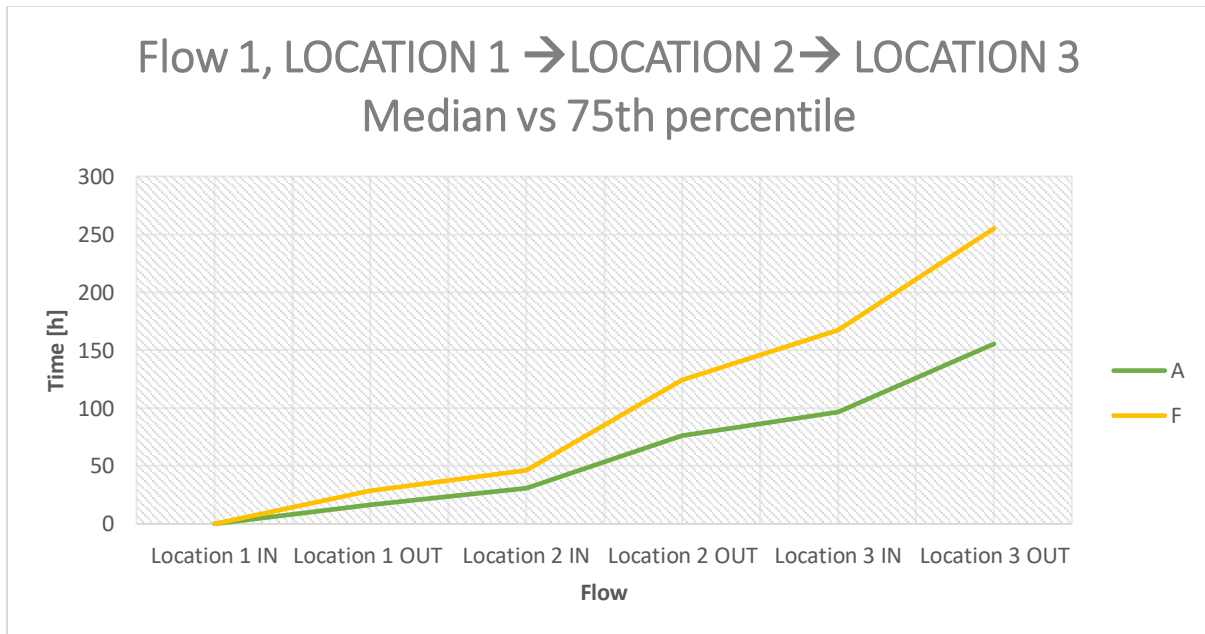 Flow 1, LOCATION 1 →LOCATION 2→ LOCATION 3
Median vs 75th percentile
300
250
200
150
100
50
0
Time [h]
Location 1 IN
Location 1 OUT
Location 2 IN
Location 2 OUT
Location 3 IN
Location 3 OUT
Flow
A
F